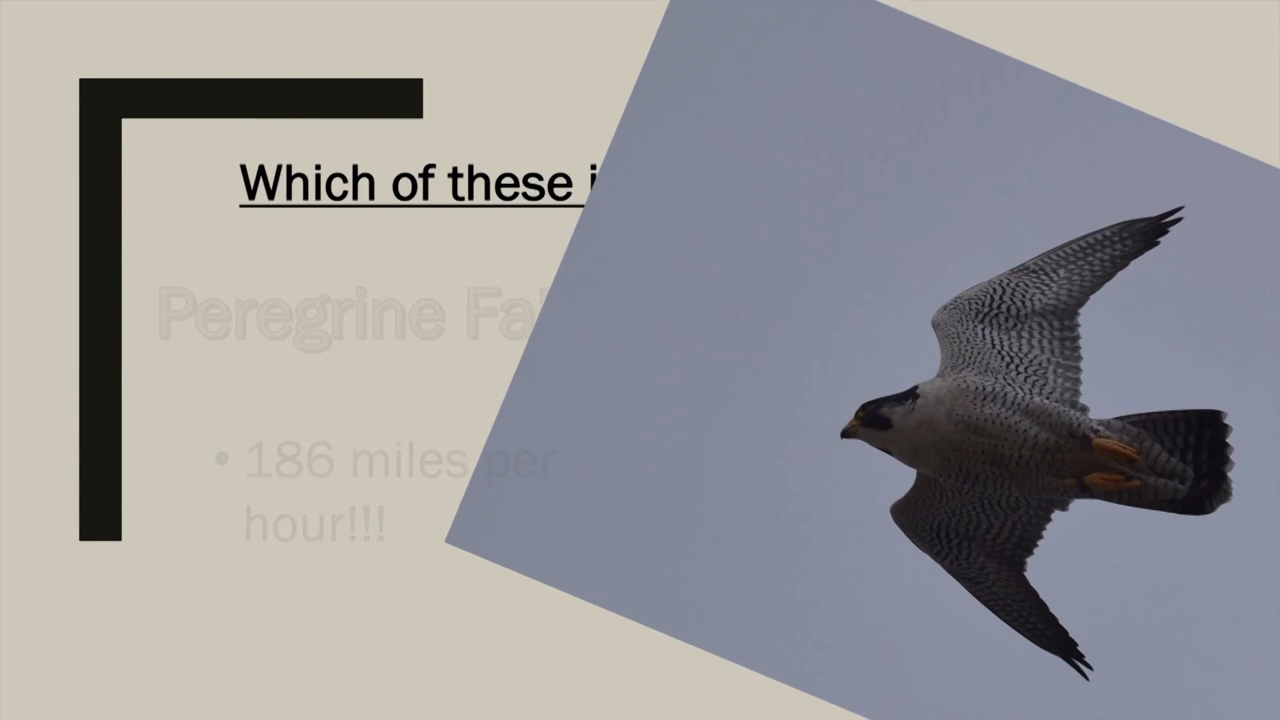 Which of these i
Peregrine Fal
• 186 miles per
hour!!!